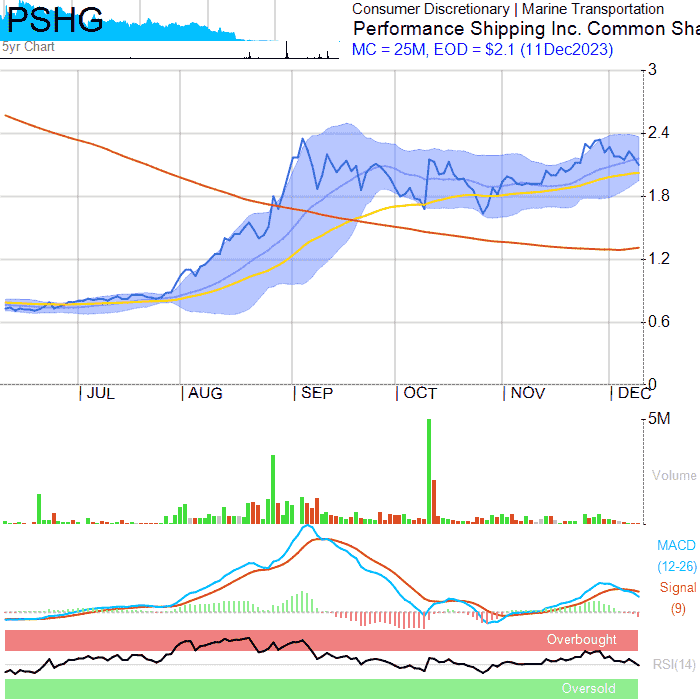 PSHG
5yr Chart
Consumer Discretionary | Marine Transportation
Performance Shipping Inc. Common Sha
MC = 25M, EOD = $2.1 (11Dec2023)
3
2.4
1.8
1.2
0.6
0
JUL
AUG
SEP
OCT
NOV
DEC
5M
Volume
MACD
(12-26)
Signal
(9)
Overbought
RSI(14)
Oversold